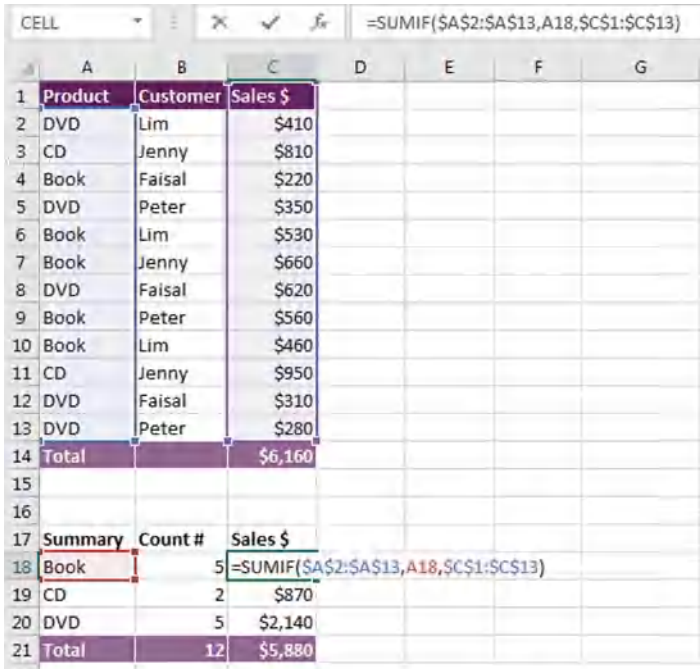 CELL =SUMIF($A$2:$A$13,A18,$C$1:$C$13)
A B C D E F G
1 Product Customer Sales $
2 DVD Lim $410
3 CD Jenny $810
4 Book Faisal $220
5 DVD Peter $350
6 Book Lim $530
7 Book Jenny $660
8 DVD Faisal $620
9 Book Peter $560
10 Book Lim $460
11 CD Jenny $950
12 DVD Faisal $310
13 DVD Peter $280
14 Total $6,160
15
16
17 Summary Count # Sales $
18 Book 5 =SUMIF($A$2:$A$13,A18,$C$1:$C$13)
19 CD 2 $870
20 DVD 5 $2,140
21 Total 12 $5,880